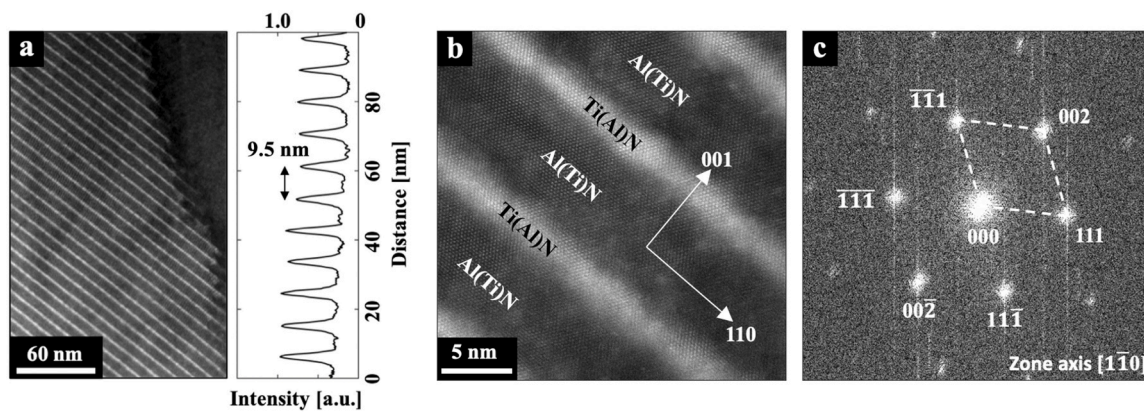 a
60 nm
1.0 0
9.5 nm
0 20 40 60 80
Distance [nm]
Intensity [a.u.]
b
Al(Ti)N
Ti(Al)N
001
Al(Ti)N
Ti(Al)N
110
Al(Ti)N
5 nm
c
1̅1̅1
002
1̅1̅1̅
000
111
002̅
111̅
Zone axis [11̅0]